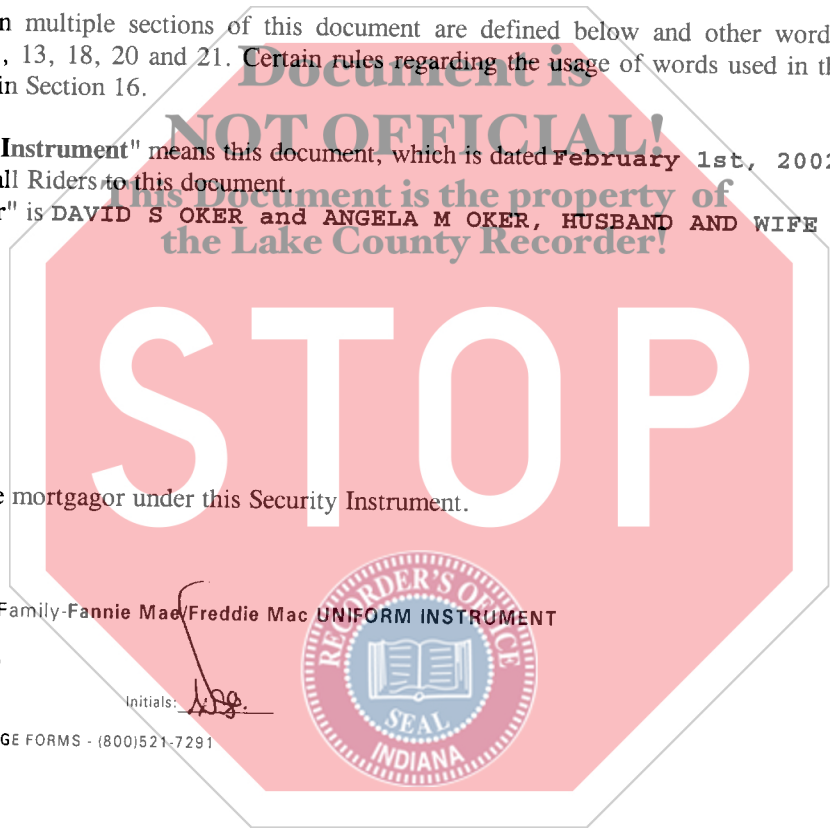 n multiple sections of this document are defined below and other word
, 13, 18, 20 and 21. Certain rules regarding the usage of words used in th
in Section 16.
Document is
NOT OFFICIAL!
This Document is the property of
the Lake County Recorder!
Instrument" means this document, which is dated February 1st, 2002
all Riders to this document.
r" is DAVID S OKER and ANGELA M OKER, HUSBAND AND WIFE
STOP
e mortgagor under this Security Instrument.
Family-Fannie Mae/Freddie Mac UNIFORM INSTRUMENT
Initials:
GE FORMS - (800)521-7291
RECORDER'S OFFICE
SEAL
INDIANA